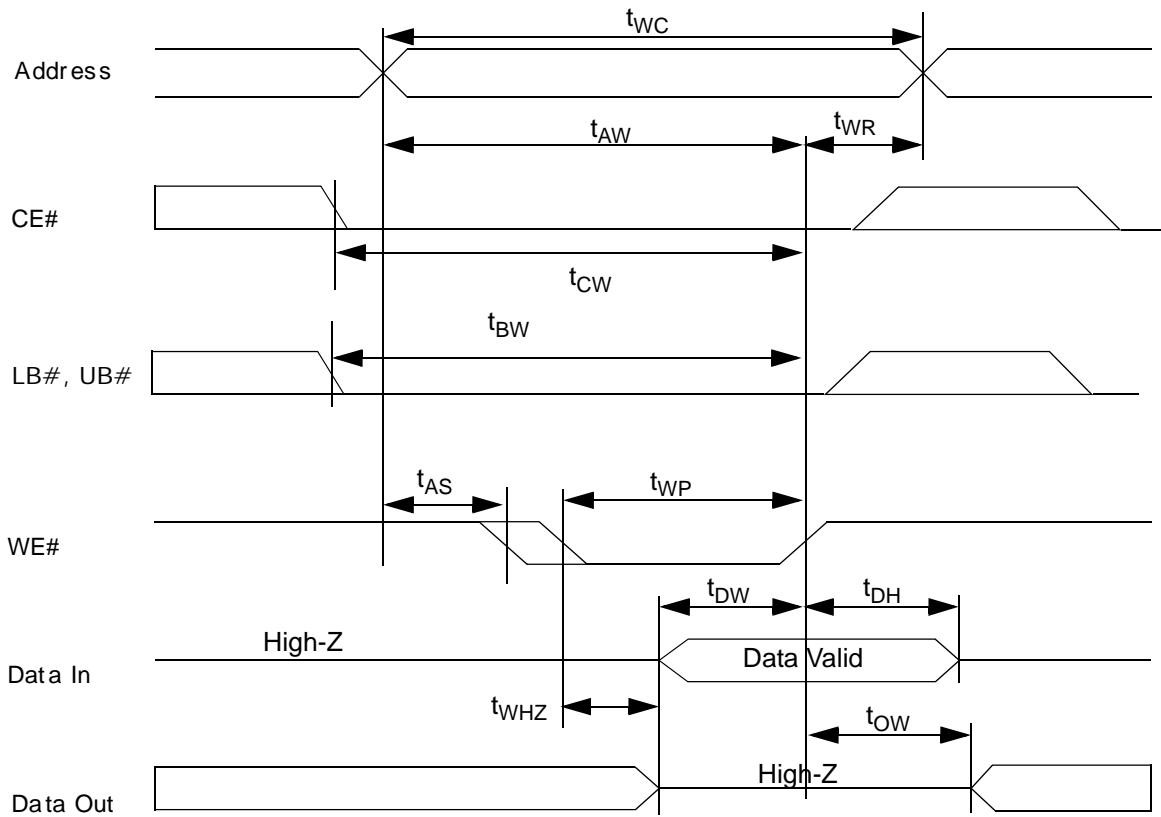 tWC
Address
tWR
tAW
CE#
tCW
tBW
LB#, UB#
tAS
tWP
WE#
tDW
tDH
High-Z
Data Valid
Data In
tWHZ
tOW
High-Z
Data Out